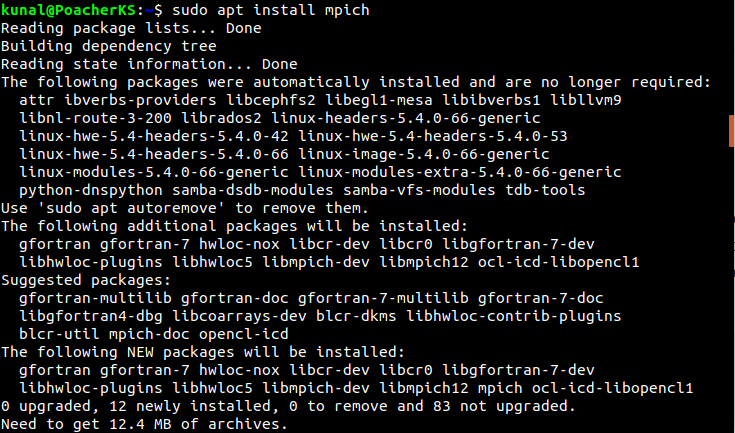 kunal@PoacherKS:~$ sudo apt install mpich
Reading package lists... Done
Building dependency tree
Reading state information... Done
The following packages were automatically installed and are no longer required:
  attr ibverbs-providers libcephfs2 libegl1-mesa libibverbs1 libllvm9
  libnl-route-3-200 librados2 linux-headers-5.4.0-66-generic
  linux-hwe-5.4-headers-5.4.0-42 linux-hwe-5.4-headers-5.4.0-53
  linux-hwe-5.4-headers-5.4.0-66 linux-image-5.4.0-66-generic
  linux-modules-5.4.0-66-generic linux-modules-extra-5.4.0-66-generic
  python-dnspython samba-dsdb-modules samba-vfs-modules tdb-tools
Use 'sudo apt autoremove' to remove them.
The following additional packages will be installed:
  gfortran gfortran-7 hwloc-nox libcr-dev libcr0 libgfortran-7-dev
  libhwloc-plugins libhwloc5 libmpich-dev libmpich12 ocl-icd-libopencl1
Suggested packages:
  gfortran-multilib gfortran-doc gfortran-7-multilib gfortran-7-doc
  libgfortran4-dbg libcoarrays-dev blcr-dkms libhwloc-contrib-plugins
  blcr-util mpich-doc opencl-icd
The following NEW packages will be installed:
  gfortran gfortran-7 hwloc-nox libcr-dev libcr0 libgfortran-7-dev
  libhwloc-plugins libhwloc5 libmpich-dev libmpich12 mpich ocl-icd-libopencl1
0 upgraded, 12 newly installed, 0 to remove and 83 not upgraded.
Need to get 12.4 MB of archives.